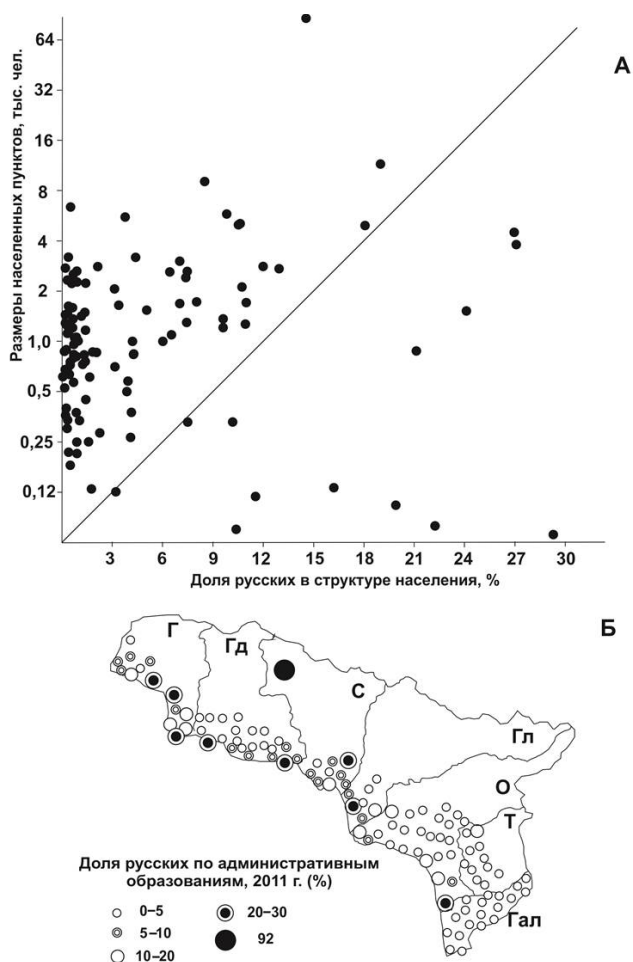 А
Размеры населенных пунктов, тыс. чел.
64
32
16
8
4
2
1,0
0,5
0,25
0,12
3 6 9 12 15 18 21 24 27 30
Доля русских в структуре населения, %
Б
Г
Гд
С
Гл
О
Т
Гал
Доля русских по административным
образованиям, 2011 г. (%)
0–5 20–30
5–10 92
10–20